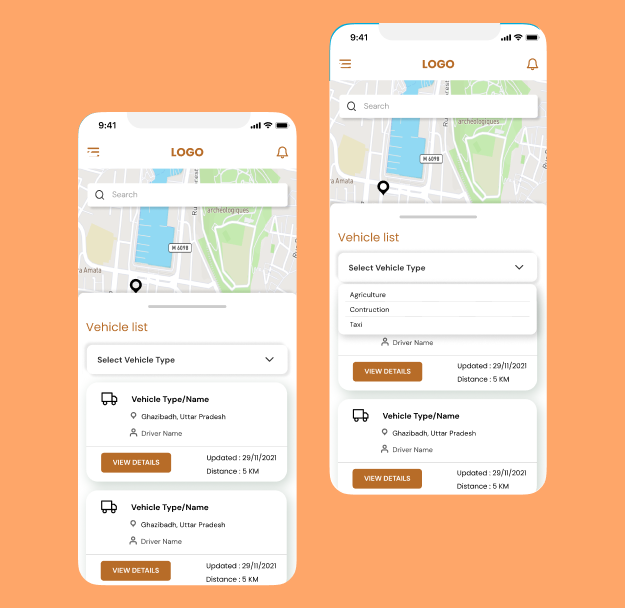 9:41
LOGO
Search
archéologiques
M 6098
ra Amata
Vehicle list
Select Vehicle Type
Vehicle Type/Name
Ghazibadh, Uttar Pradesh
Driver Name
VIEW DETAILS
Updated : 29/11/2021
Distance : 5 KM
Vehicle Type/Name
Ghazibadh, Uttar Pradesh
Driver Name
VIEW DETAILS
Updated : 29/11/2021
Distance : 5 KM
9:41
LOGO
Search
archéologiques
M 6098
ra Amata
Vehicle list
Select Vehicle Type
Agriculture
Contruction
Taxi
Driver Name
VIEW DETAILS
Updated : 29/11/2021
Distance : 5 KM
Vehicle Type/Name
Ghazibadh, Uttar Pradesh
Driver Name
VIEW DETAILS
Updated : 29/11/2021
Distance : 5 KM